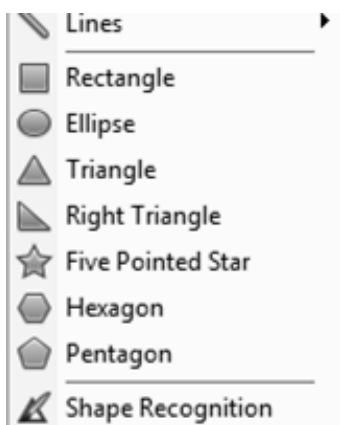 Lines
Rectangle
Ellipse
Triangle
Right Triangle
Five Pointed Star
Hexagon
Pentagon
Shape Recognition